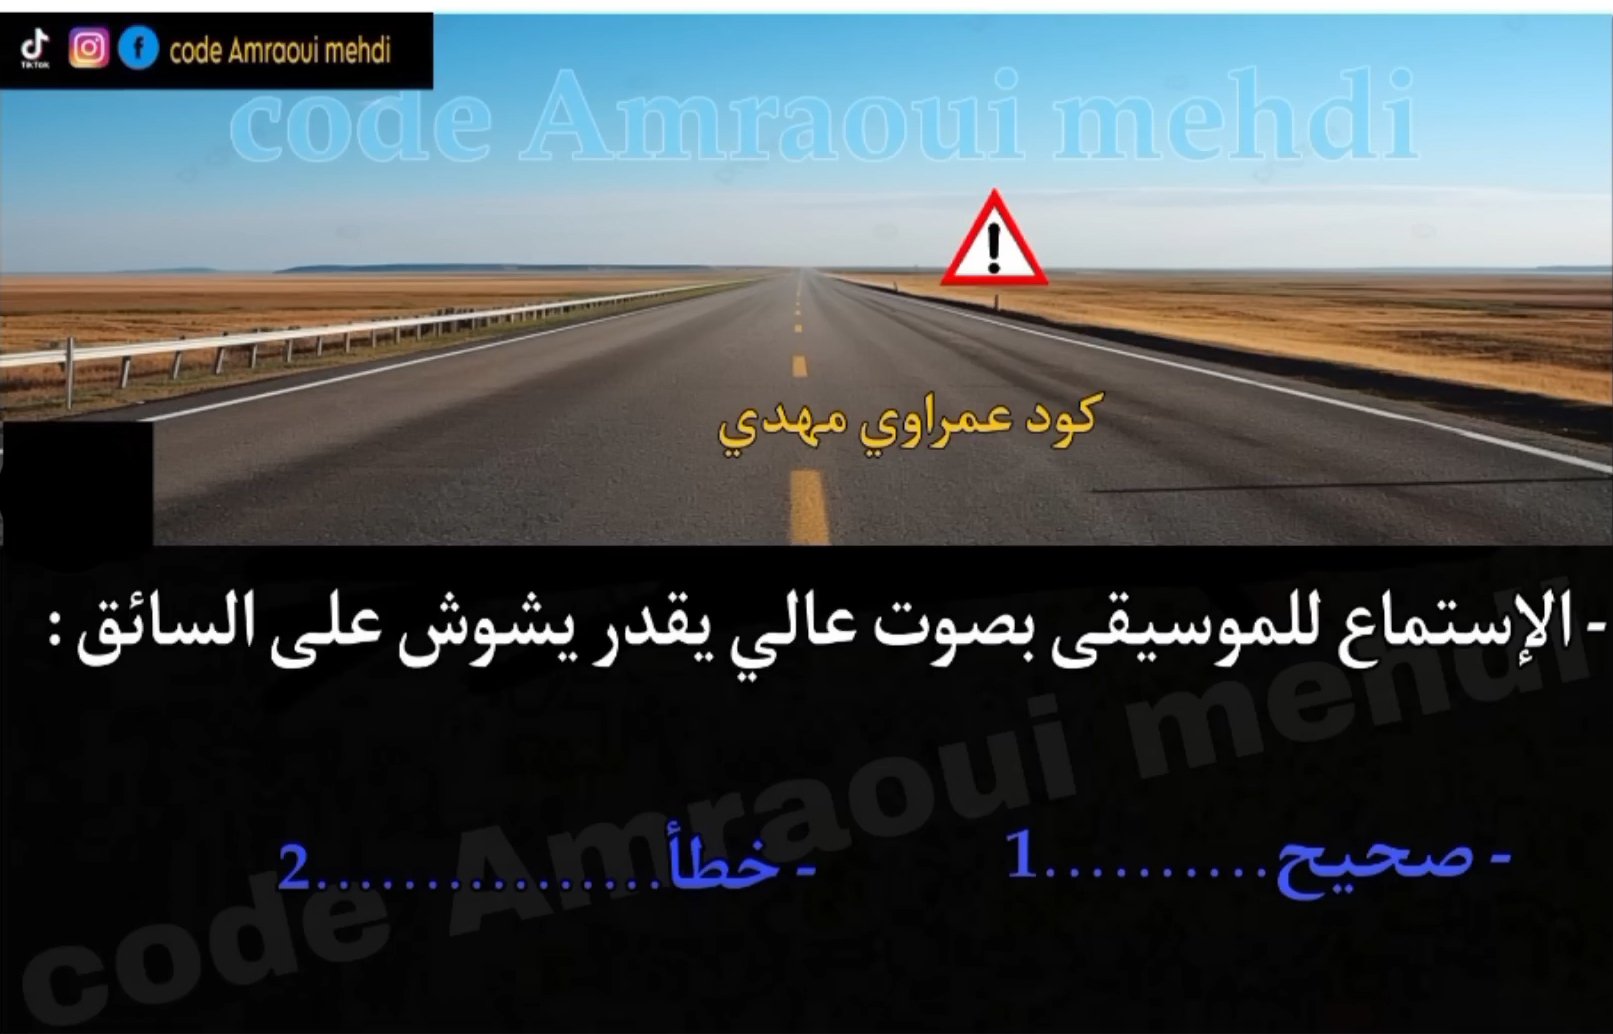 TikTok
code Amraoui mehdi
code Amraoui mehdi
!
كود عمراوي مهدي
- الإستماع للموسيقى بصوت عالي يقدر يشوش على السائق :
- صحيح..........1 - خطأ................2
code Amraoui mehdi